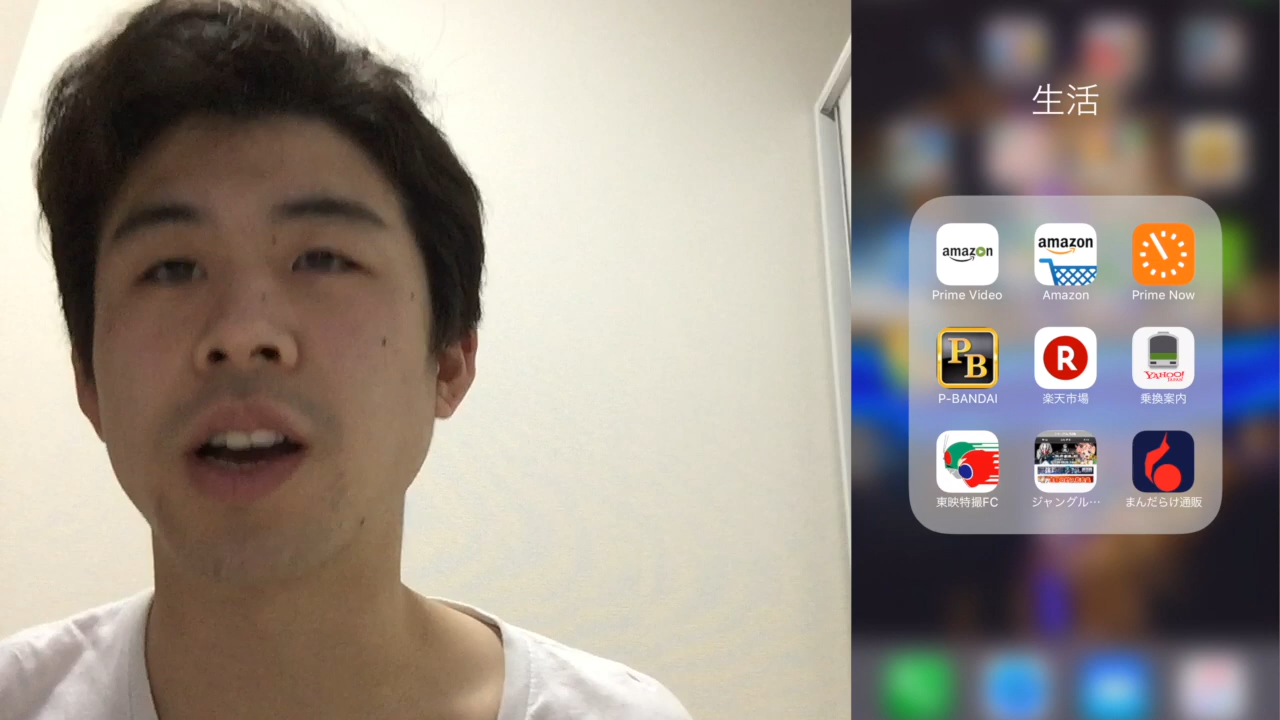 生活
amazon
amazon
Prime Video
Amazon
Prime Now
PB
R
YAHOO!
JAPAN
P-BANDAI
楽天市場
乗換案内
東映特撮FC
ジャングル…
まんだらけ通販